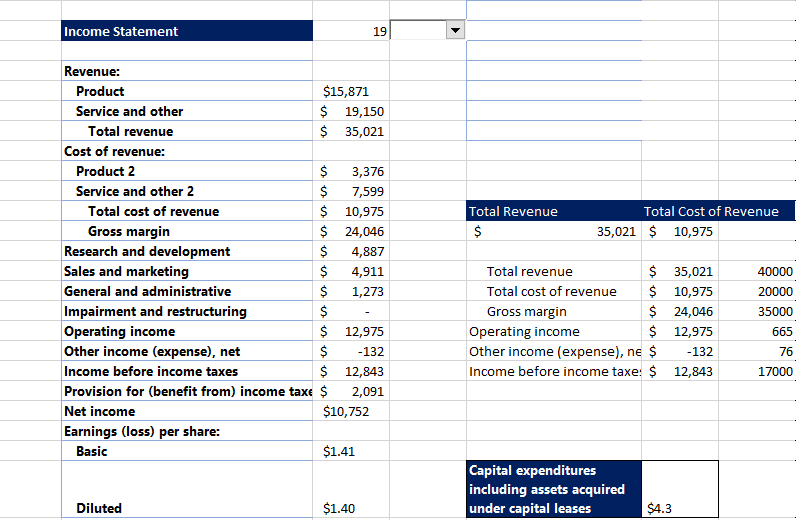 Income Statement 19
Revenue:
Product $15,871
Service and other $ 19,150
Total revenue $ 35,021
Cost of revenue:
Product 2 $ 3,376
Service and other 2 $ 7,599
Total cost of revenue $ 10,975 Total Revenue Total Cost of Revenue
Gross margin $ 24,046 $ 35,021 $ 10,975
Research and development $ 4,887
Sales and marketing $ 4,911 Total revenue $ 35,021 40000
General and administrative $ 1,273 Total cost of revenue $ 10,975 20000
Impairment and restructuring $ - Gross margin $ 24,046 35000
Operating income $ 12,975 Operating income $ 12,975 665
Other income (expense), net $ -132 Other income (expense), ne $ -132 76
Income before income taxes $ 12,843 Income before income taxe $ 12,843 17000
Provision for (benefit from) income taxe $ 2,091
Net income $10,752
Earnings (loss) per share:
Basic $1.41
Capital expenditures
including assets acquired
Diluted $1.40 under capital leases $4.3